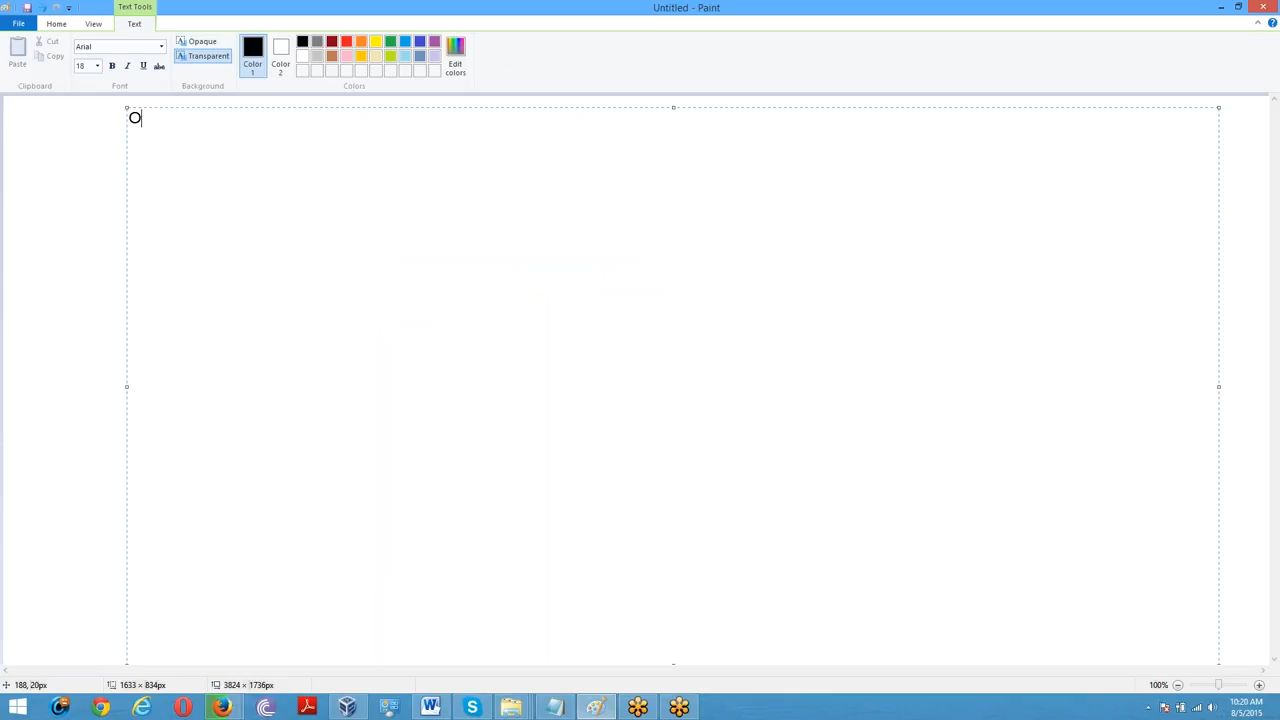 Text Tools
Untitled - Paint
File
Home
View
Text
Paste
Cut
Copy
Clipboard
Arial
18
B
I
U
abc
Font
Opaque
Transparent
Background
Color 1
Color 2
Edit colors
Colors
O
188, 20px
1633 × 834px
3824 × 1736px
100%
10:20 AM
8/5/2015